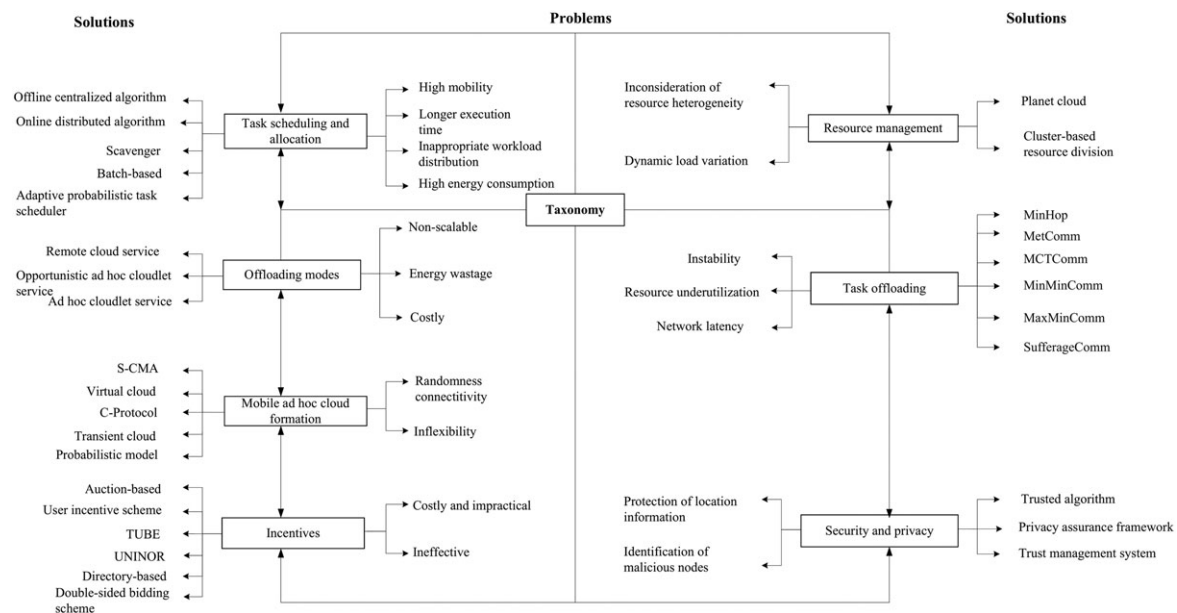 Solutions
Problems
Solutions
Offline centralized algorithm
Online distributed algorithm
Scavenger
Batch-based
Adaptive probabilistic task
scheduler
Task scheduling and
allocation
High mobility
Longer execution
time
Inappropriate workload
distribution
High energy consumption
Inconsideration of
resource heterogeneity
Dynamic load variation
Resource management
Planet cloud
Cluster-based
resource division
Taxonomy
Remote cloud service
Opportunistic ad hoc cloudlet
service
Ad hoc cloudlet service
Offloading modes
Non-scalable
Energy wastage
Costly
Instability
Resource underutilization
Network latency
Task offloading
MinHop
MetComm
MCTComm
MinMinComm
MaxMinComm
SufferageComm
S-CMA
Virtual cloud
C-Protocol
Transient cloud
Probabilistic model
Mobile ad hoc cloud
formation
Randomness
connectitivity
Inflexibility
Auction-based
User incentive scheme
TUBE
UNINOR
Directory-based
Double-sided bidding
scheme
Incentives
Costly and impractical
Ineffective
Protection of location
information
Identification of
malicious nodes
Security and privacy
Trusted algorithm
Privacy assurance framework
Trust management system